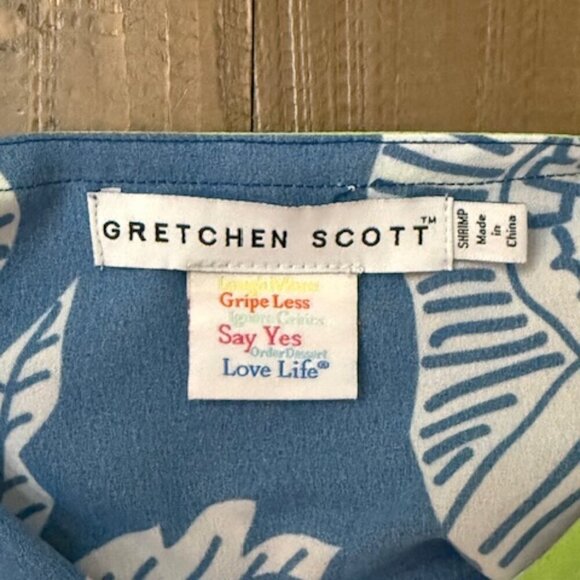 GRETCHEN SCOTT™
SHRIMP
Made
in
China
Laugh More
Gripe Less
Ignore Critics
Say Yes
Order Dessert
Love Life®